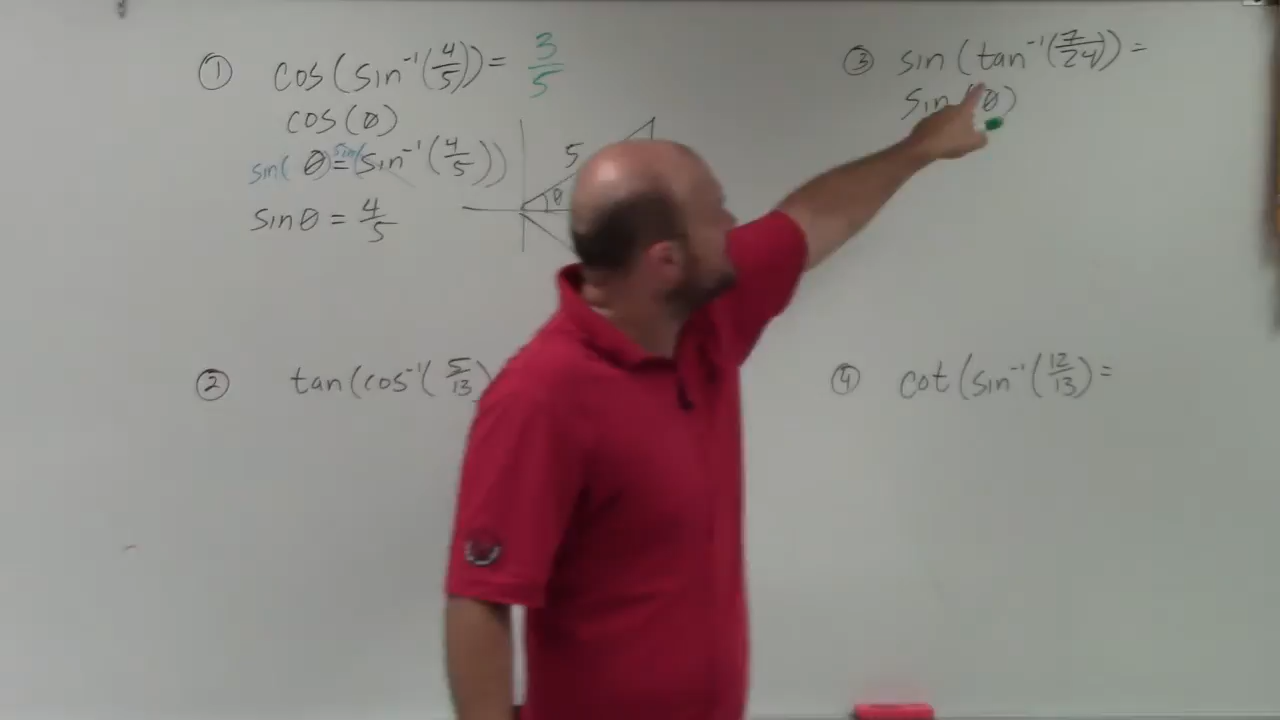 ① cos(sin⁻¹(4/5)) = 3/5
cos(θ)
sin( θ = sin( sin⁻¹(4/5)))
sinθ = 4/5
5
θ
② tan(cos⁻¹(5/13)
③ sin(tan⁻¹(7/24)) =
sin(θ)
④ cot(sin⁻¹(12/13) =